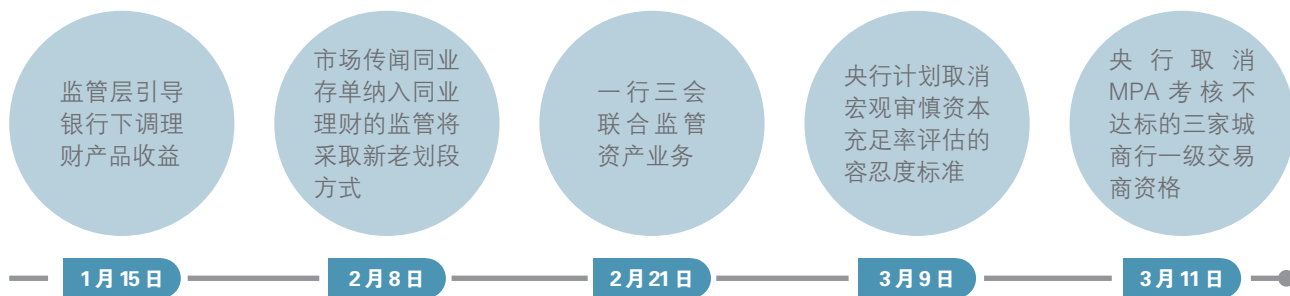 监管层引导
银行下调理
财产品收益
市场传闻同业
存单纳入同业
理财的监管将
采取新老划段
方式
一行三会
联合监管
资产业务
央行计划取消
宏观审慎资本
充足率评估的
容忍度标准
央行取消
MPA 考核不
达标的三家城
商行一级交易
商资格
1月15日
2月8日
2月21日
3月9日
3月11日